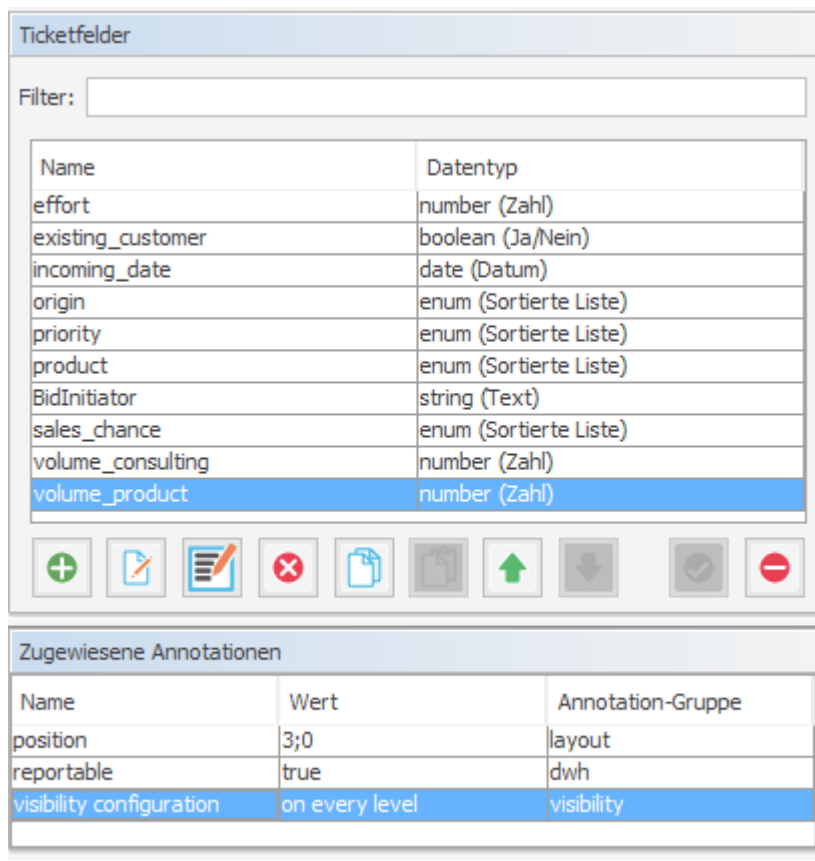 Ticketfelder
Filter:
Name Datentyp
effort number (Zahl)
existing_customer boolean (Ja/Nein)
incoming_date date (Datum)
origin enum (Sortierte Liste)
priority enum (Sortierte Liste)
product enum (Sortierte Liste)
BidInitiator string (Text)
sales_chance enum (Sortierte Liste)
volume_consulting number (Zahl)
volume_product number (Zahl)
Zugewiesene Annotationen
Name Wert Annotation-Gruppe
position 3;0 layout
reportable true dwh
visibility configuration on every level visibility